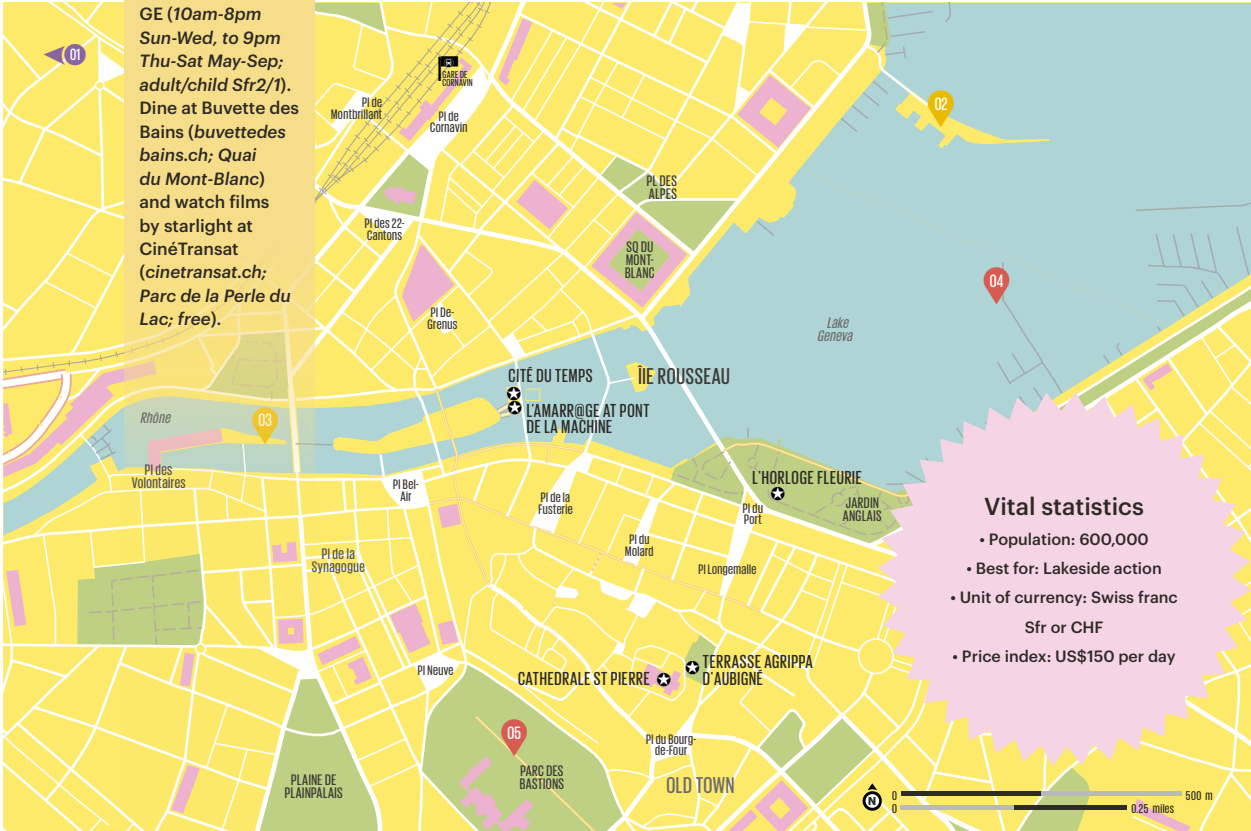 GE (10am-8pm
Sun-Wed, to 9pm
Thu-Sat May-Sep;
adult/child Sfr2/1).
Dine at Buvette des
Bains (buvettedes
bains.ch; Quai
du Mont-Blanc)
and watch films
by starlight at
CinéTransat
(cinetransat.ch;
Parc de la Perle du
Lac; free).
01
GARE DE
CORNAVIN
Pl de
Montbrillant
Pl de
Cornavin
02
PL DES
ALPES
Pl des 22-
Cantons
SQ DU
MONT-
BLANC
04
Pl De-
Grenus
Lake
Geneva
CITÉ DU TEMPS
ÎlE ROUSSEAU
L'AMARR@GE AT PONT
DE LA MACHINE
Rhône
03
Pl des
Volontaires
Pl Bel-
Air
Pl de la
Fusterie
L'HORLOGE FLEURIE
Pl du
Port
JARDIN
ANGLAIS
Pl du
Molard
Pl de la
Synagogue
Pl Longemalle
Vital statistics
• Population: 600,000
• Best for: Lakeside action
• Unit of currency: Swiss franc
Sfr or CHF
• Price index: US$150 per day
Pl Neuve
CATHEDRALE ST PIERRE
TERRASSE AGRIPPA
D'AUBIGNÉ
05
Pl du Bourg-
de-Four
PARC DES
BASTIONS
PLAINE DE
PLAINPALAIS
OLD TOWN
N
0 500 m
0 0.25 miles